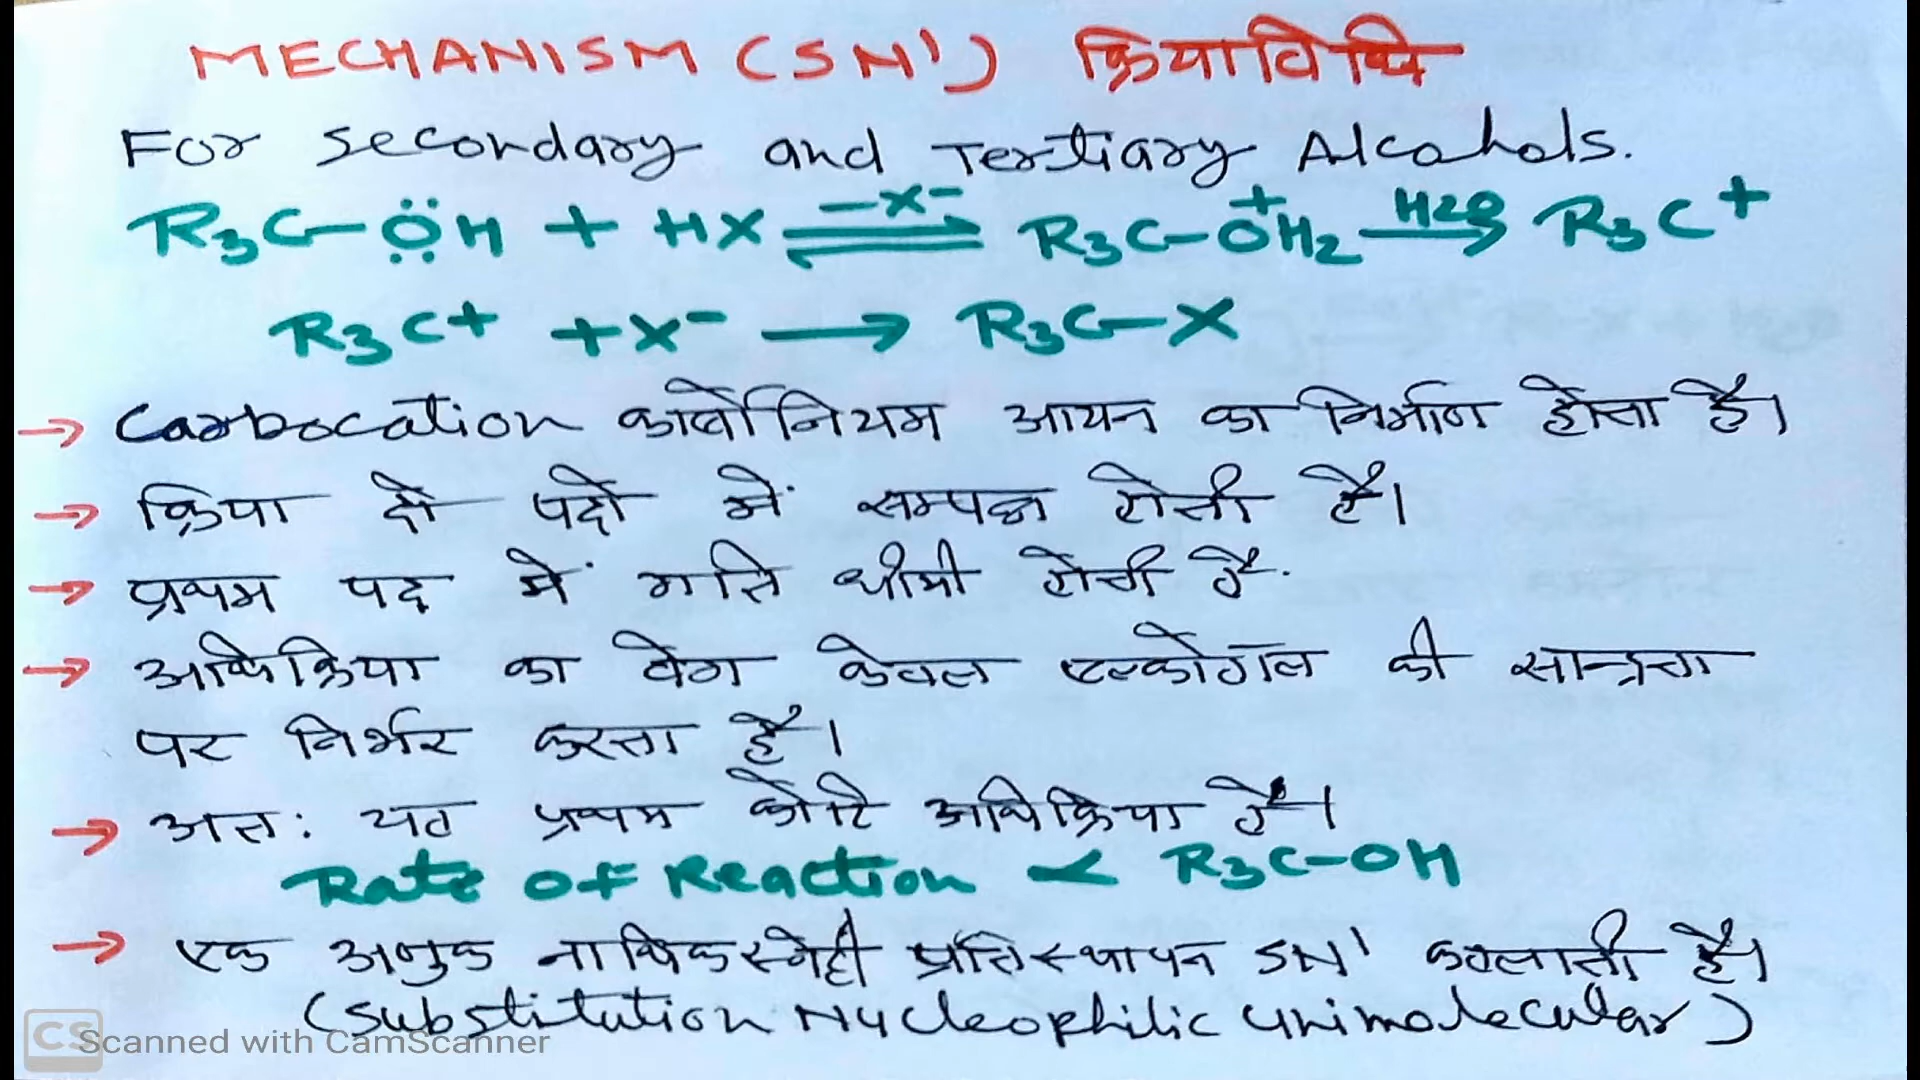 MECHANISM (SN¹) क्रियाविधि
For Secondary and Tertiary Alcohols.
R₃C-ÖH + HX ⇌ -X⁻ R₃C-O⁺H₂ → H2O R₃C+
R₃C+ +X⁻ → R₃C-X
→ Carbocation कार्बोनियम आयन का निर्माण होता है।
→ क्रिया दो पदों में सम्पन्न होती है।
→ प्रथम पद में गति धीमी होती है.
→ अभिक्रिया का वेग केवल एल्कोहॉल की सान्द्रता
पर निर्भर करता है।
→ अतः यह प्रथम कोटि अभिक्रिया है।
Rate of Reaction ∝ R₃C-OH
→ एक अणुक नाभिकस्नेही प्रतिस्थापन SN¹ कहलाती है।
(Substitution Nucleophilic Unimolecular)
CS Scanned with CamScanner